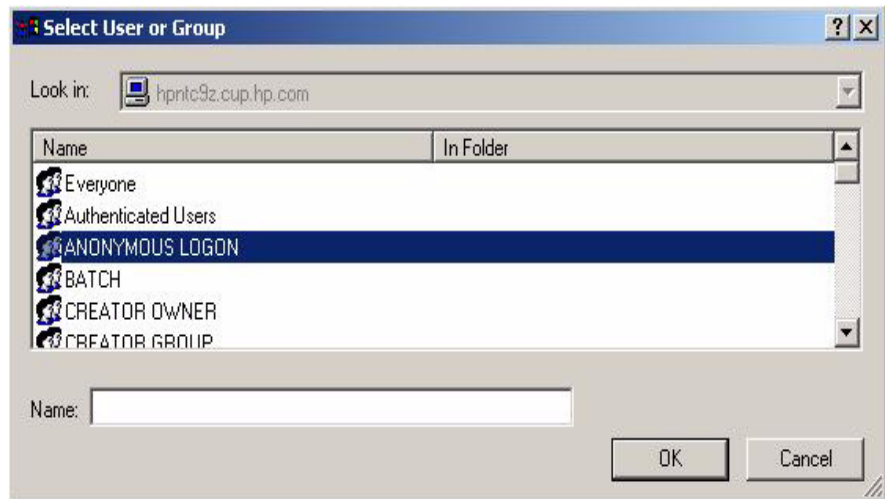 Select User or Group
Look in: hpntc9z.cup.hp.com
Name In Folder
Everyone
Authenticated Users
ANONYMOUS LOGON
BATCH
CREATOR OWNER
CREATOR GROUP
Name:
OK Cancel